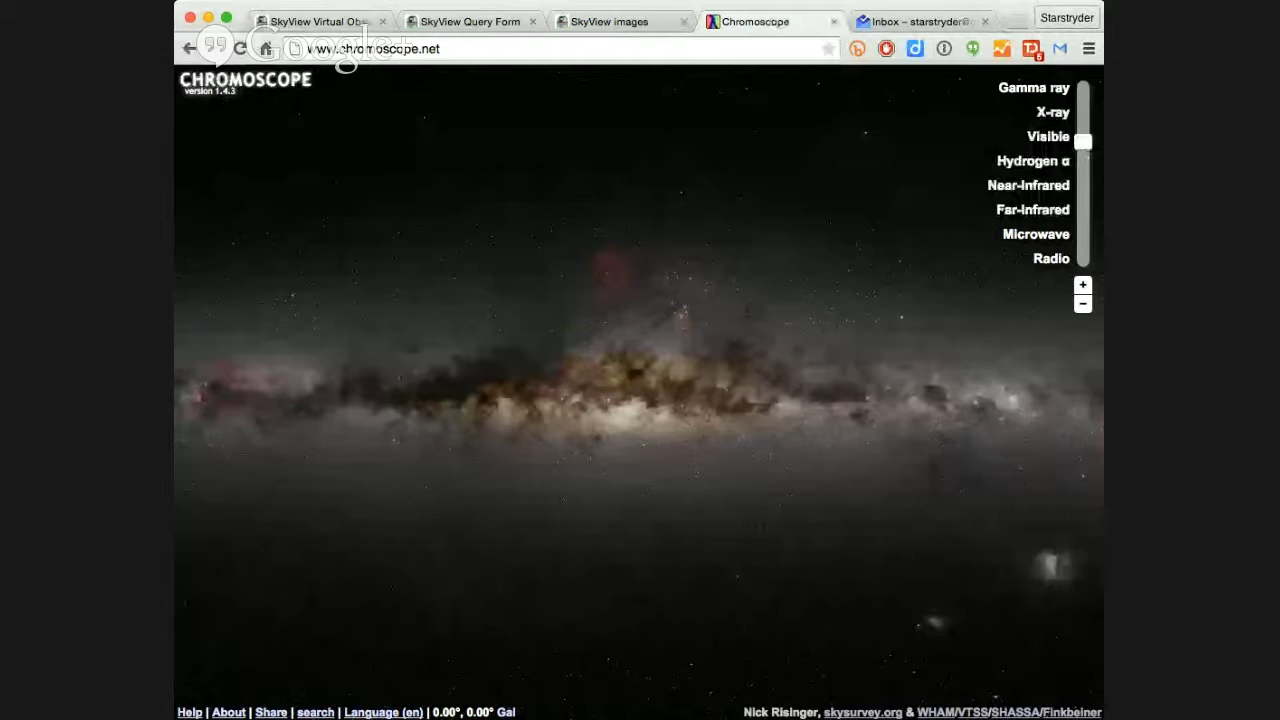 SkyView Virtual Ob
SkyView Query Form
SkyView images
Chromoscope
Inbox – starstryder@
Starstryder
Google+
www.chromoscope.net
5
CHROMOSCOPE
version 1.4.3
Gamma ray
X-ray
Visible
Hydrogen α
Near-Infrared
Far-Infrared
Microwave
Radio
+
−
Help | About | Share | search | Language (en) | 0.00°, 0.00° Gal
Nick Risinger, skysurvey.org & WHAM/VTSS/SHASSA/Finkbeiner